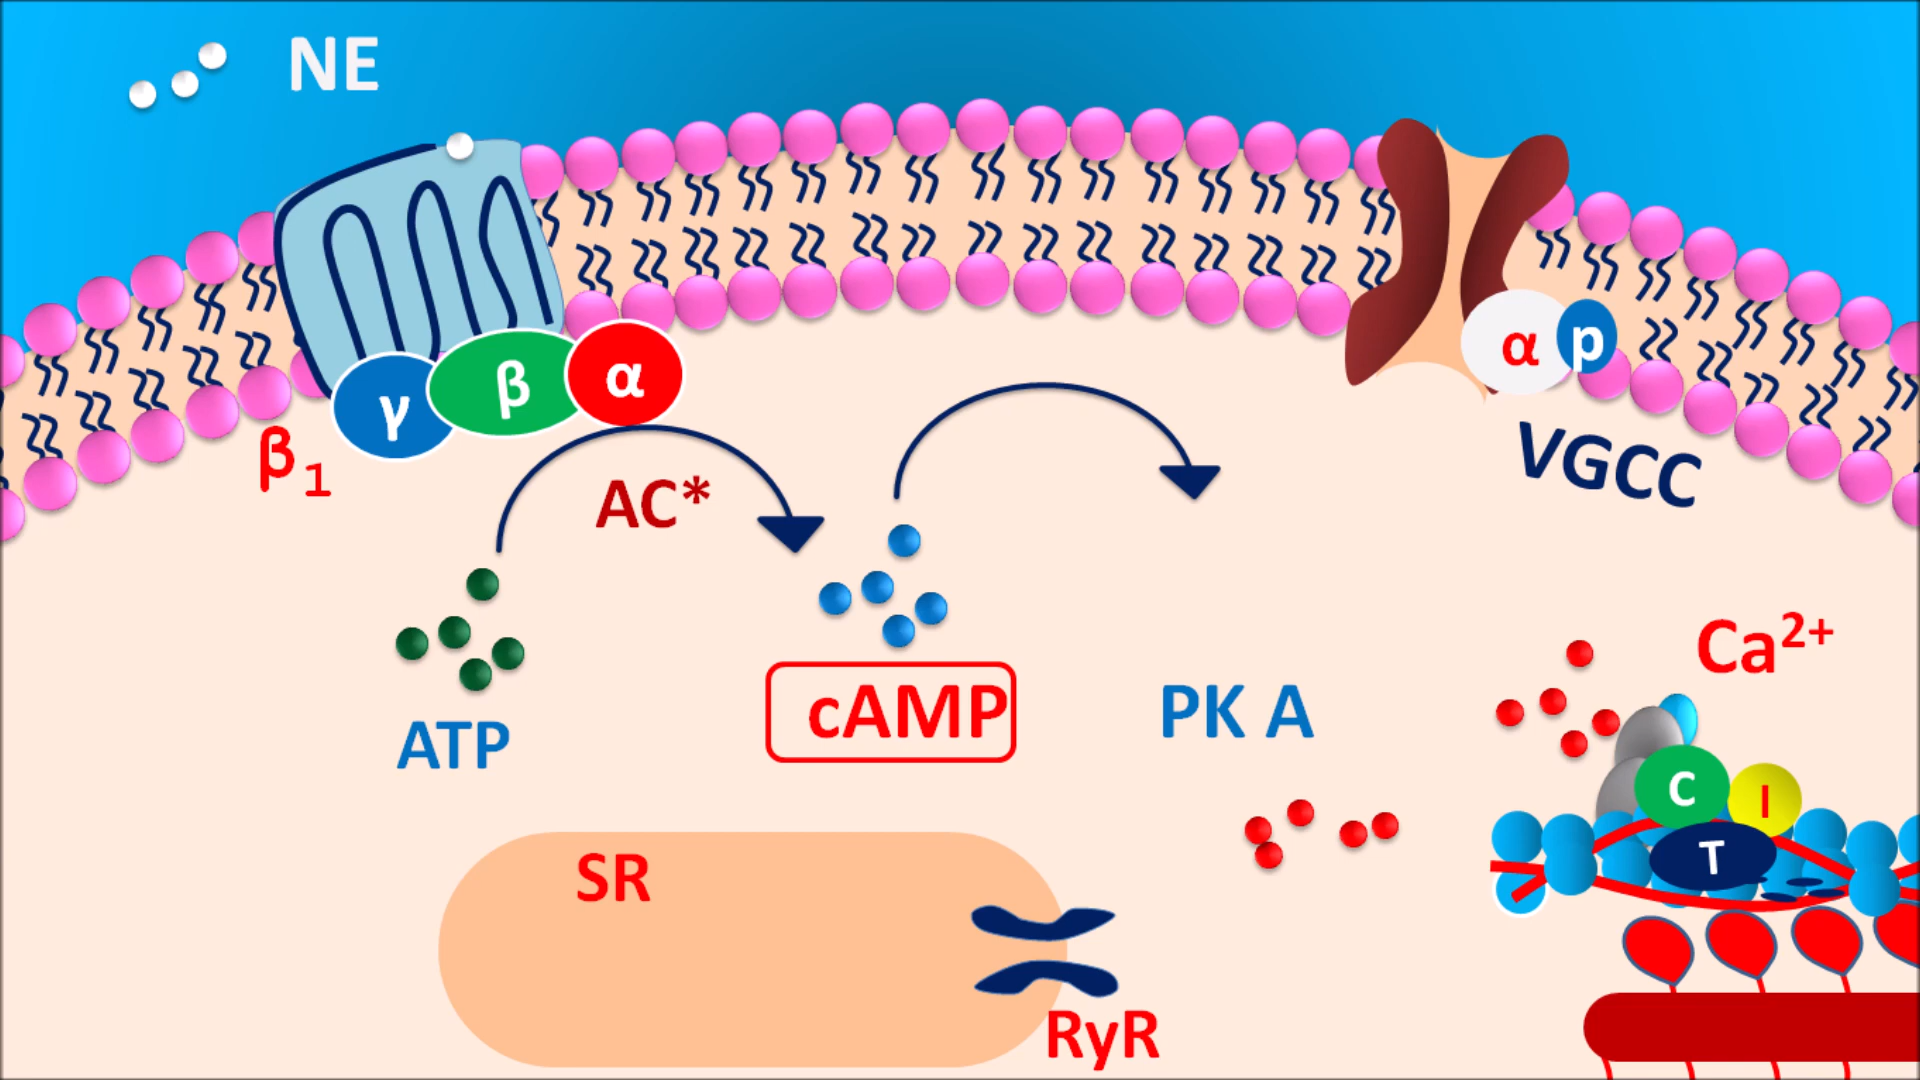 NE
γ
β
α
β₁
AC*
α
p
VGCC
ATP
cAMP
PK A
Ca²⁺
C
I
T
SR
RyR